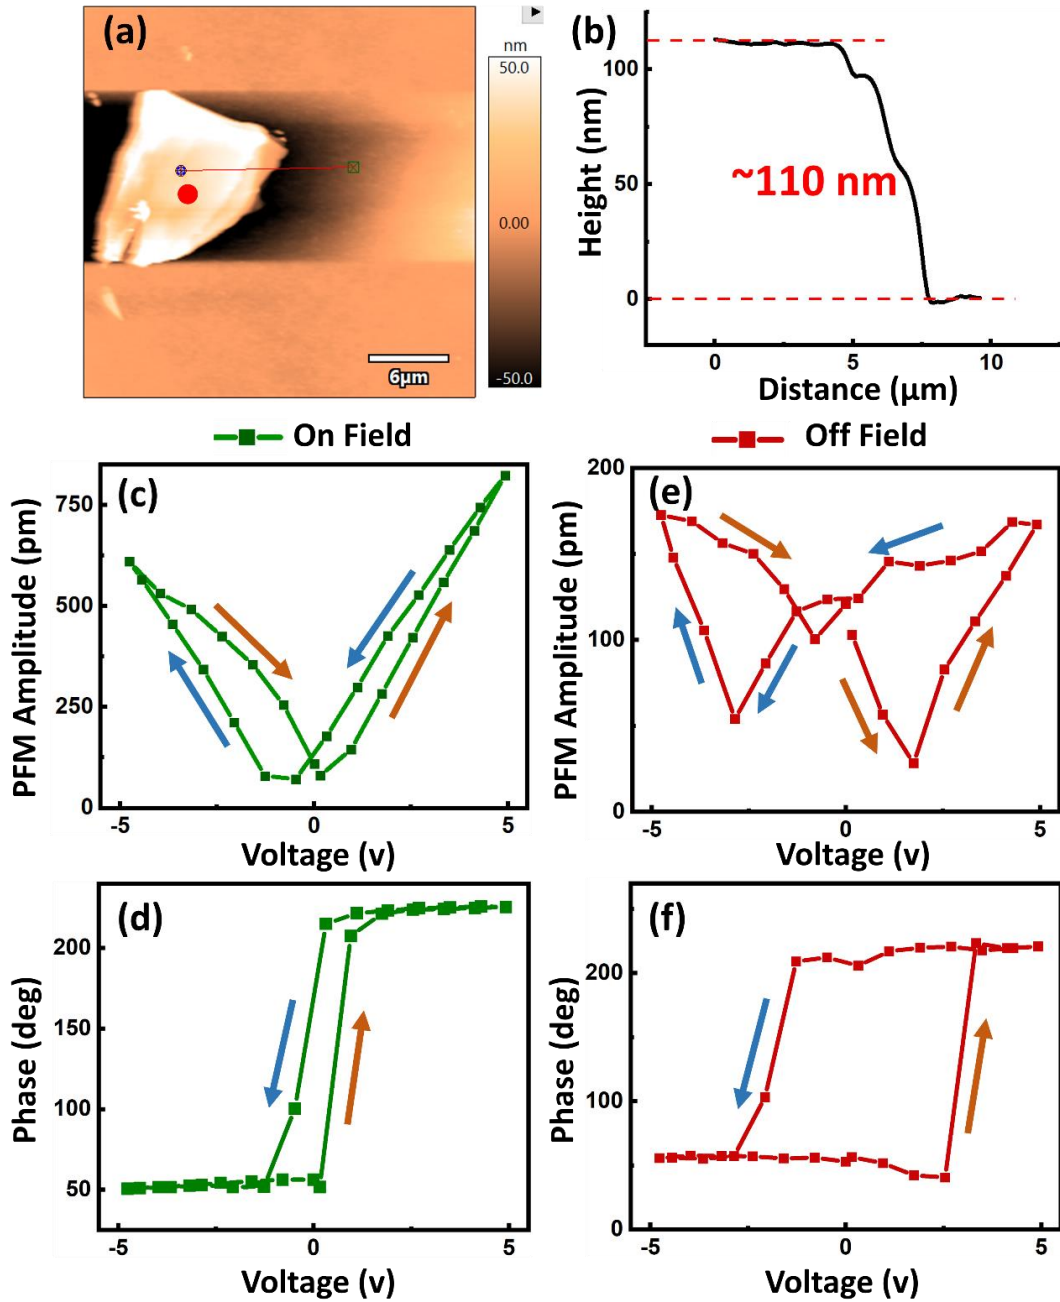 (a)
nm
50.0
0.00
-50.0
6μm
(b)
Height (nm)
100
50
0
~110 nm
0
5
10
Distance (μm)
On Field
Off Field
(c)
PFM Amplitude (pm)
750
500
250
0
-5
0
5
Voltage (v)
(e)
PFM Amplitude (pm)
200
100
0
-5
0
5
Voltage (v)
(d)
Phase (deg)
200
150
100
50
-5
0
5
Voltage (v)
(f)
Phase (deg)
200
100
0
-5
0
5
Voltage (v)